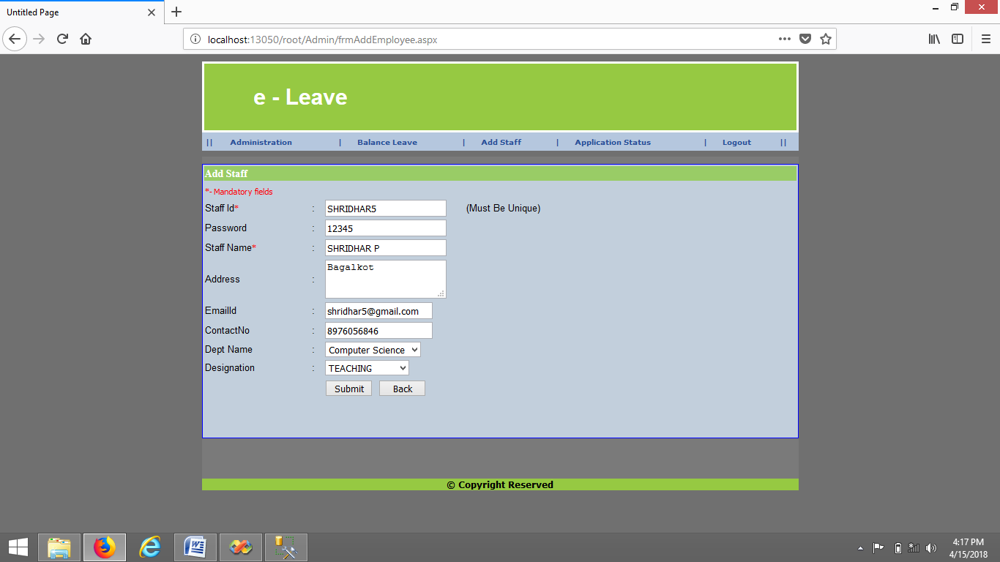 Untitled Page
localhost:13050/root/Admin/frmAddEmployee.aspx
e - Leave
|| Administration | Balance Leave | Add Staff | Application Status | Logout ||
Add Staff
*- Mandatory fields
Staff Id* : SHRIDHAR5 (Must Be Unique)
Password : 12345
Staff Name* : SHRIDHAR P
Address : Bagalkot
EmailId : shridhar5@gmail.com
ContactNo : 8976056846
Dept Name : Computer Science
Designation : TEACHING
Submit Back
© Copyright Reserved
4:17 PM
4/15/2018